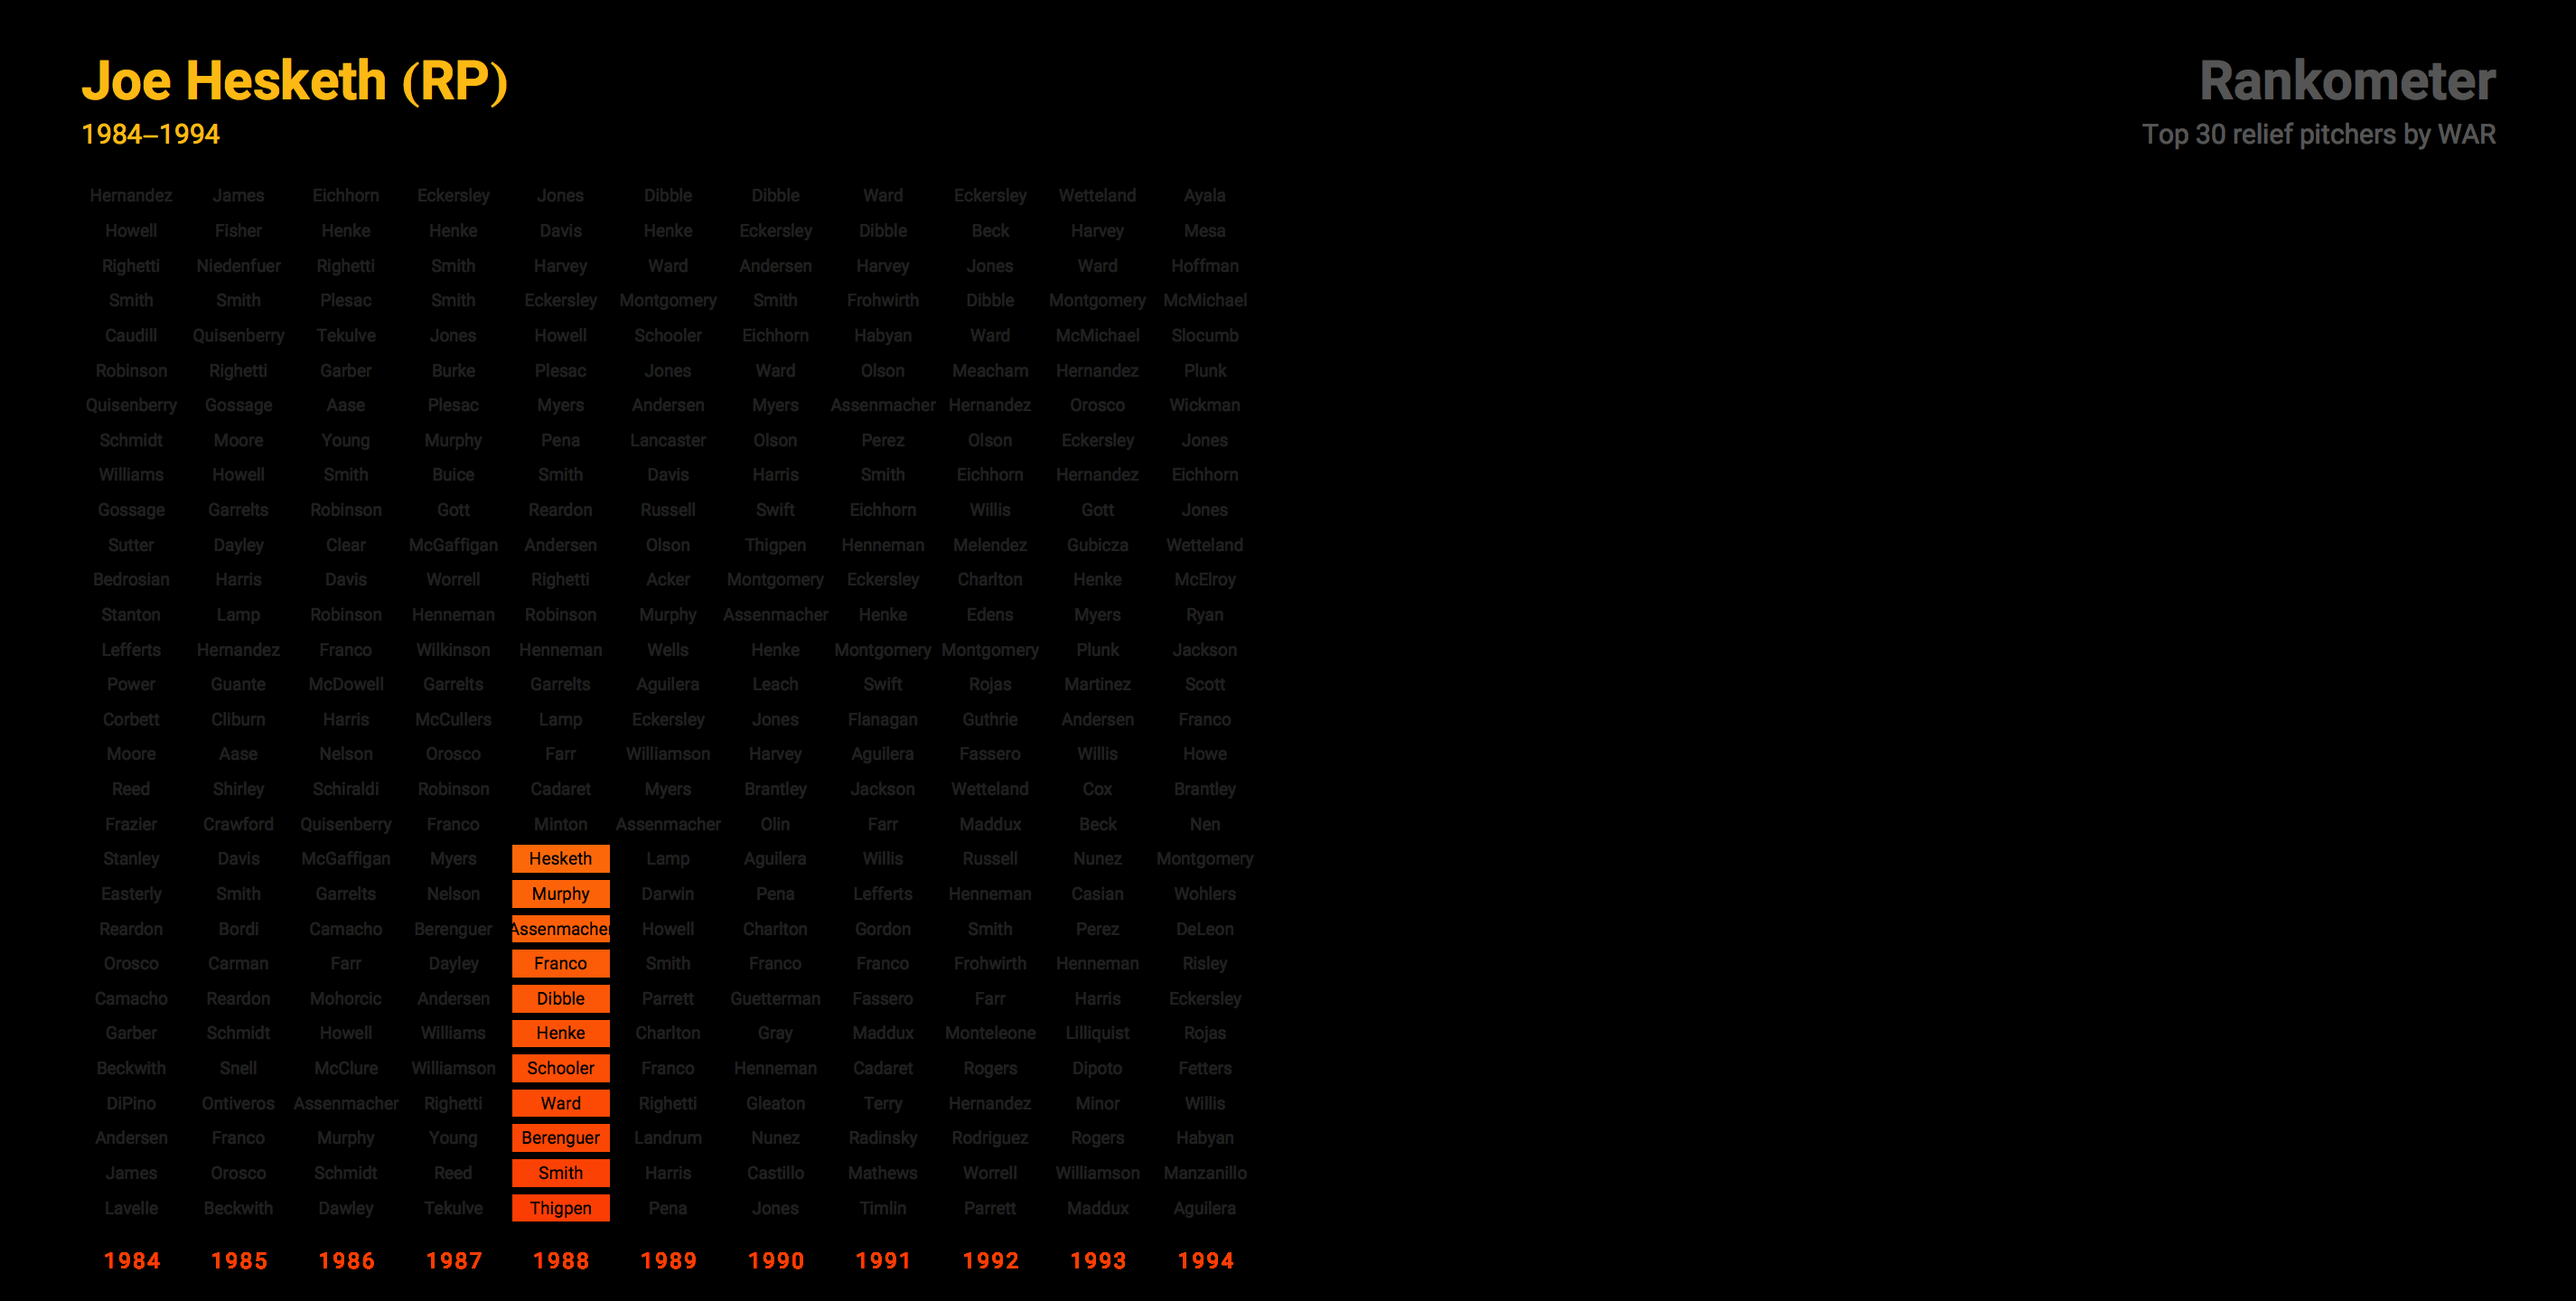 Joe Hesketh (RP)
1984–1994
Rankometer
Top 30 relief pitchers by WAR
Hernandez James Eichhorn Eckersley Jones Dibble Dibble Ward Eckersley Wetteland Ayala
Howell Fisher Henke Henke Davis Henke Eckersley Dibble Beck Harvey Mesa
Righetti Niedenfuer Righetti Smith Harvey Ward Andersen Harvey Jones Ward Hoffman
Smith Smith Plesac Smith Eckersley Montgomery Smith Frohwirth Dibble Montgomery McMichael
Caudill Quisenberry Tekulve Jones Howell Schooler Eichhorn Habyan Ward McMichael Slocumb
Robinson Righetti Garber Burke Plesac Jones Ward Olson Meacham Hernandez Plunk
Quisenberry Gossage Aase Plesac Myers Andersen Myers Assenmacher Hernandez Orosco Wickman
Schmidt Moore Young Murphy Pena Lancaster Olson Perez Olson Eckersley Jones
Williams Howell Smith Buice Smith Davis Harris Smith Eichhorn Hernandez Eichhorn
Gossage Garrelts Robinson Gott Reardon Russell Swift Eichhorn Willis Gott Jones
Sutter Dayley Clear McGaffigan Andersen Olson Thigpen Henneman Melendez Gubicza Wetteland
Bedrosian Harris Davis Worrell Righetti Acker Montgomery Eckersley Charlton Henke McElroy
Stanton Lamp Robinson Henneman Robinson Murphy Assenmacher Henke Edens Myers Ryan
Lefferts Hernandez Franco Wilkinson Henneman Wells Henke Montgomery Montgomery Plunk Jackson
Power Guante McDowell Garrelts Garrelts Aguilera Leach Swift Rojas Martinez Scott
Corbett Cliburn Harris McCullers Lamp Eckersley Jones Flanagan Guthrie Andersen Franco
Moore Aase Nelson Orosco Farr Williamson Harvey Aguilera Fassero Willis Howe
Reed Shirley Schiraldi Robinson Cadaret Myers Brantley Jackson Wetteland Cox Brantley
Frazier Crawford Quisenberry Franco Minton Assenmacher Olin Farr Maddux Beck Nen
Stanley Davis McGaffigan Myers Hesketh Lamp Aguilera Willis Russell Nunez Montgomery
Easterly Smith Garrelts Nelson Murphy Darwin Pena Lefferts Henneman Casian Wohlers
Reardon Bordi Camacho Berenguer Assenmacher Howell Charlton Gordon Smith Perez DeLeon
Orosco Carman Farr Dayley Franco Smith Franco Franco Frohwirth Henneman Risley
Camacho Reardon Mohorcic Andersen Dibble Parrett Guetterman Fassero Farr Harris Eckersley
Garber Schmidt Howell Williams Henke Charlton Gray Maddux Monteleone Lilliquist Rojas
Beckwith Snell McClure Williamson Schooler Franco Henneman Cadaret Rogers Dipoto Fetters
DiPino Ontiveros Assenmacher Righetti Ward Righetti Gleaton Terry Hernandez Minor Willis
Andersen Franco Murphy Young Berenguer Landrum Nunez Radinsky Rodriguez Rogers Habyan
James Orosco Schmidt Reed Smith Harris Castillo Mathews Worrell Williamson Manzanillo
Lavelle Beckwith Dawley Tekulve Thigpen Pena Jones Timlin Parrett Maddux Aguilera
1984 1985 1986 1987 1988 1989 1990 1991 1992 1993 1994